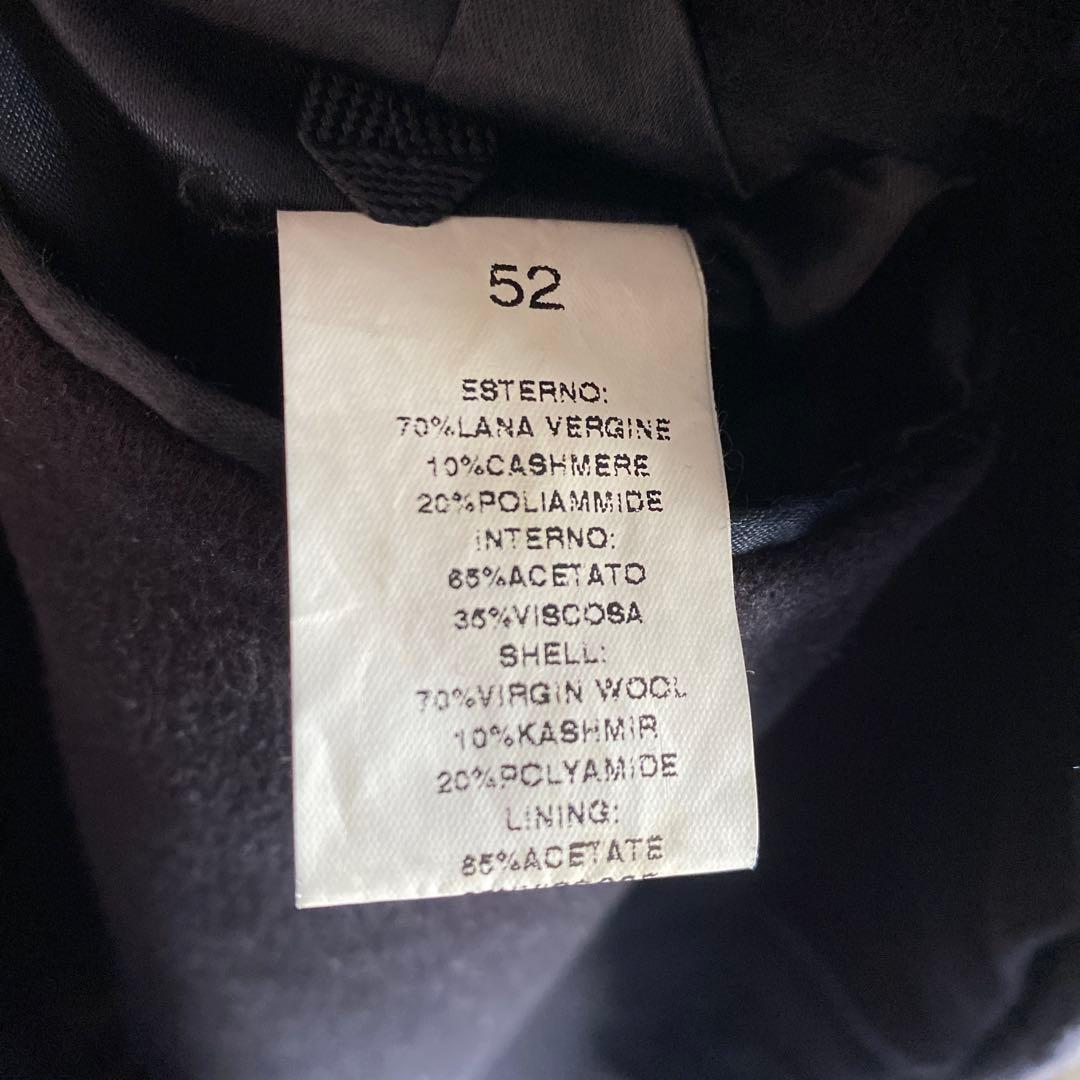 52
ESTERNO:
70%LANA VERGINE
10%CASHMERE
20%POLIAMMIDE
INTERNO:
65%ACETATO
35%VISCOSA
SHELL:
70%VIRGIN WOOL
10%KASHMIR
20%POLYAMIDE
LINING:
65%ACETATE